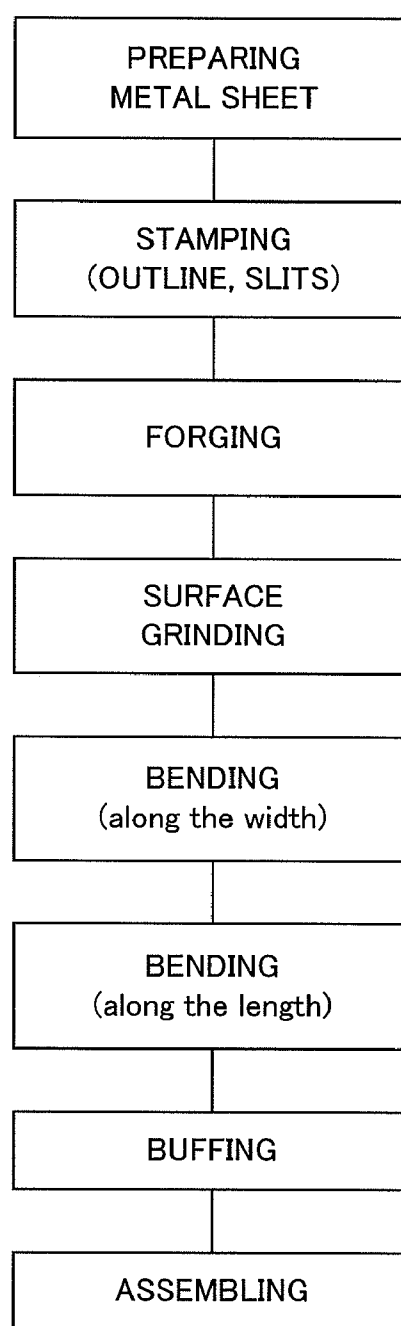 PREPARING
METAL SHEET
STAMPING
(OUTLINE, SLITS)
FORGING
SURFACE
GRINDING
BENDING
(along the width)
BENDING
(along the length)
BUFFING
ASSEMBLING